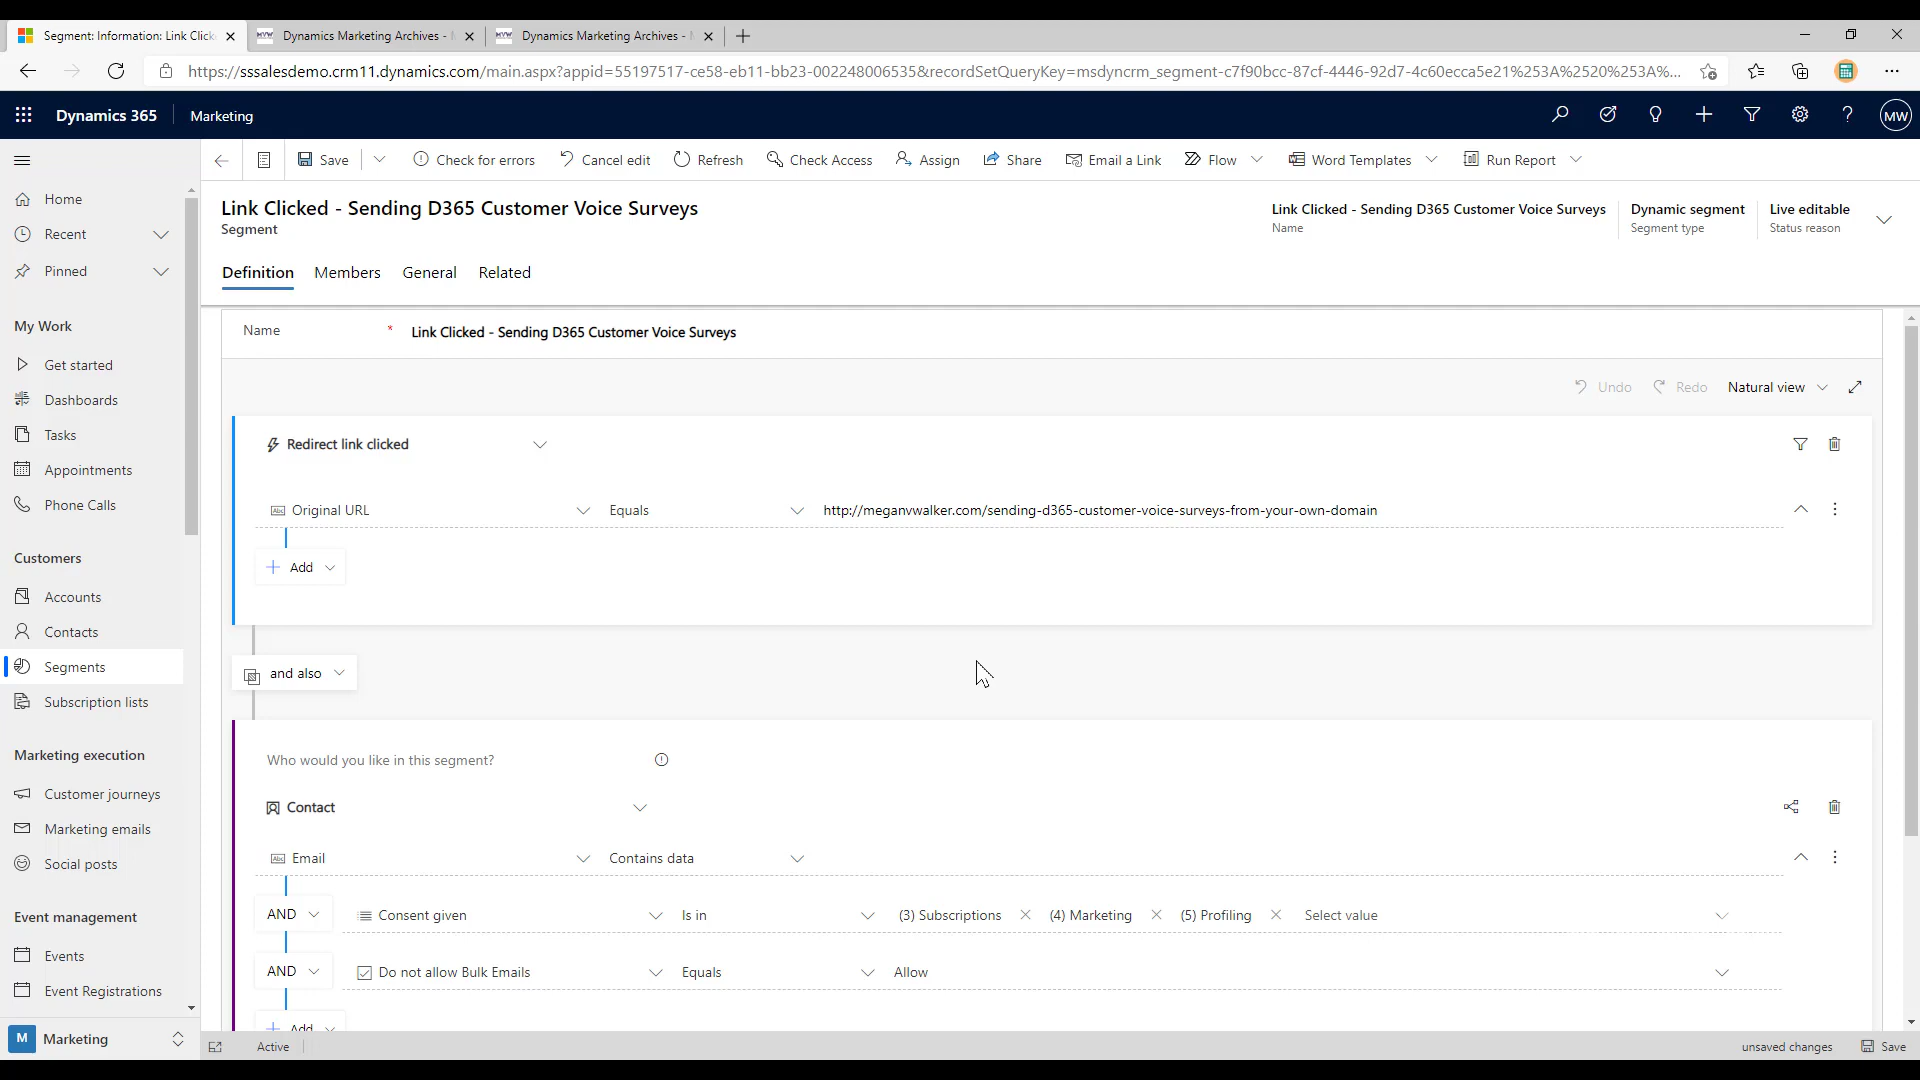 Segment: Information: Link Click
Dynamics Marketing Archives -
Dynamics Marketing Archives -
https://sssalesdemo.crm11.dynamics.com/main.aspx?appid=55197517-ce58-eb11-bb23-002248006535&recordSetQueryKey=msdyncrm_segment-c7f90bcc-87cf-4446-92d7-4c60ecca5e21%253A%2520%253A%...
Dynamics 365 Marketing MW
Save Check for errors Cancel edit Refresh Check Access Assign Share Email a Link Flow Word Templates Run Report
Home
Recent
Pinned
My Work
Get started
Dashboards
Tasks
Appointments
Phone Calls
Customers
Accounts
Contacts
Segments
Subscription lists
Marketing execution
Customer journeys
Marketing emails
Social posts
Event management
Events
Event Registrations
M Marketing
Link Clicked - Sending D365 Customer Voice Surveys
Segment
Link Clicked - Sending D365 Customer Voice Surveys
Name
Dynamic segment
Segment type
Live editable
Status reason
Definition Members General Related
Name * Link Clicked - Sending D365 Customer Voice Surveys
Undo Redo Natural view
Redirect link clicked
Abc Original URL Equals http://meganvwalker.com/sending-d365-customer-voice-surveys-from-your-own-domain
Add
and also
Who would you like in this segment?
Contact
Abc Email Contains data
AND Consent given Is in (3) Subscriptions (4) Marketing (5) Profiling Select value
AND Do not allow Bulk Emails Equals Allow
Add
Active unsaved changes Save